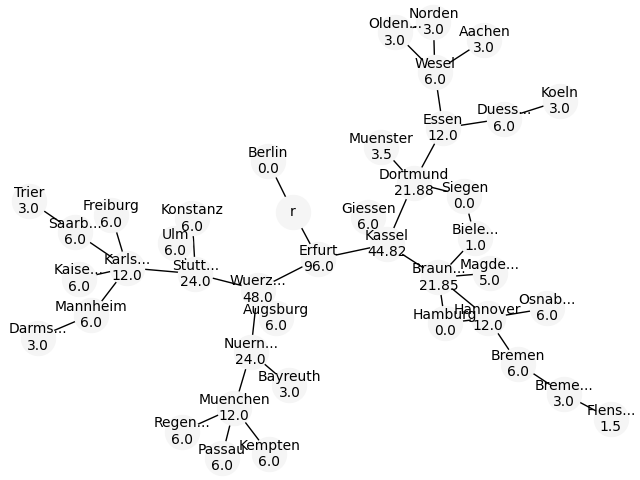 Norden
3.0
Olden...
3.0
Aachen
3.0
Wesel
6.0
Koeln
3.0
Duess...
6.0
Essen
12.0
Muenster
3.5
Berlin
0.0
Dortmund
21.88
Siegen
0.0
Trier
3.0
Freiburg
6.0
Konstanz
6.0
r
Giessen
6.0
Saarb...
6.0
Ulm
6.0
Kassel
44.82
Biele...
1.0
Erfurt
96.0
Karls...
12.0
Stutt...
24.0
Kaise...
6.0
Wuerz...
48.0
Braun...
21.85
Magde...
5.0
Mannheim
6.0
Augsburg
6.0
Hamburg
0.0
Hannover
12.0
Osnab...
6.0
Darms...
3.0
Nuern...
24.0
Bremen
6.0
Bayreuth
3.0
Breme...
3.0
Muenchen
12.0
Flens...
1.5
Regen...
6.0
Passau
6.0
Kempten
6.0